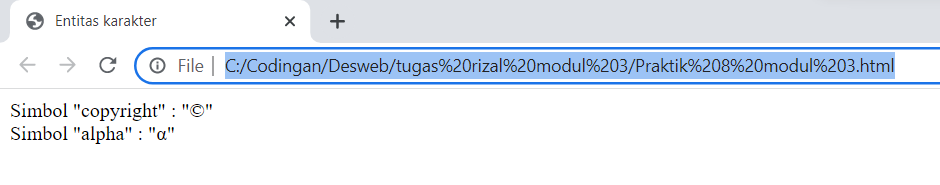 Entitas karakter
File | C:/Codingan/Desweb/tugas%20rizal%20modul%203/Praktik%208%20modul%203.html
Simbol "copyright" : "©"
Simbol "alpha" : "α"